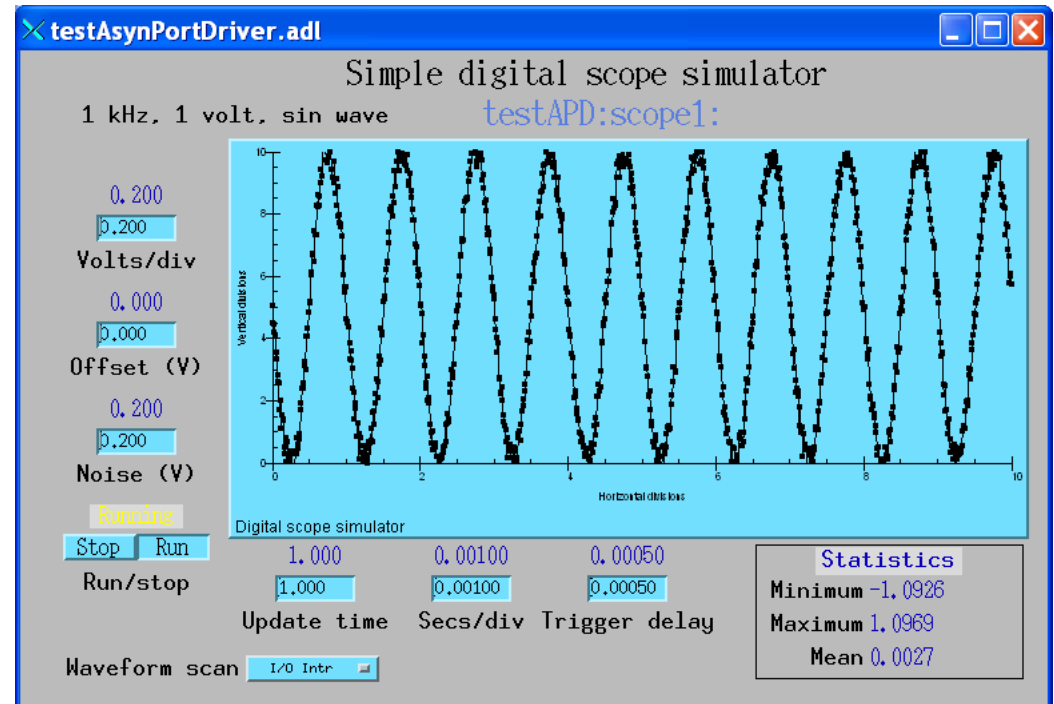 testAsynPortDriver.adl
Simple digital scope simulator
1 kHz, 1 volt, sin wave
testAPD:scope1:
0.200
0.200
Volts/div
0.000
0.000
Offset (V)
0.200
0.200
Noise (V)
Running
Stop Run
Run/stop
10
8
6
4
2
0
Vertical divisions
0 2 4 6 8 10
Horizontal divisions
Digital scope simulator
1.000 0.00100 0.00050
1.000 0.00100 0.00050
Update time Secs/div Trigger delay
Statistics
Minimum -1.0926
Maximum 1.0969
Mean 0.0027
Waveform scan I/O Intr